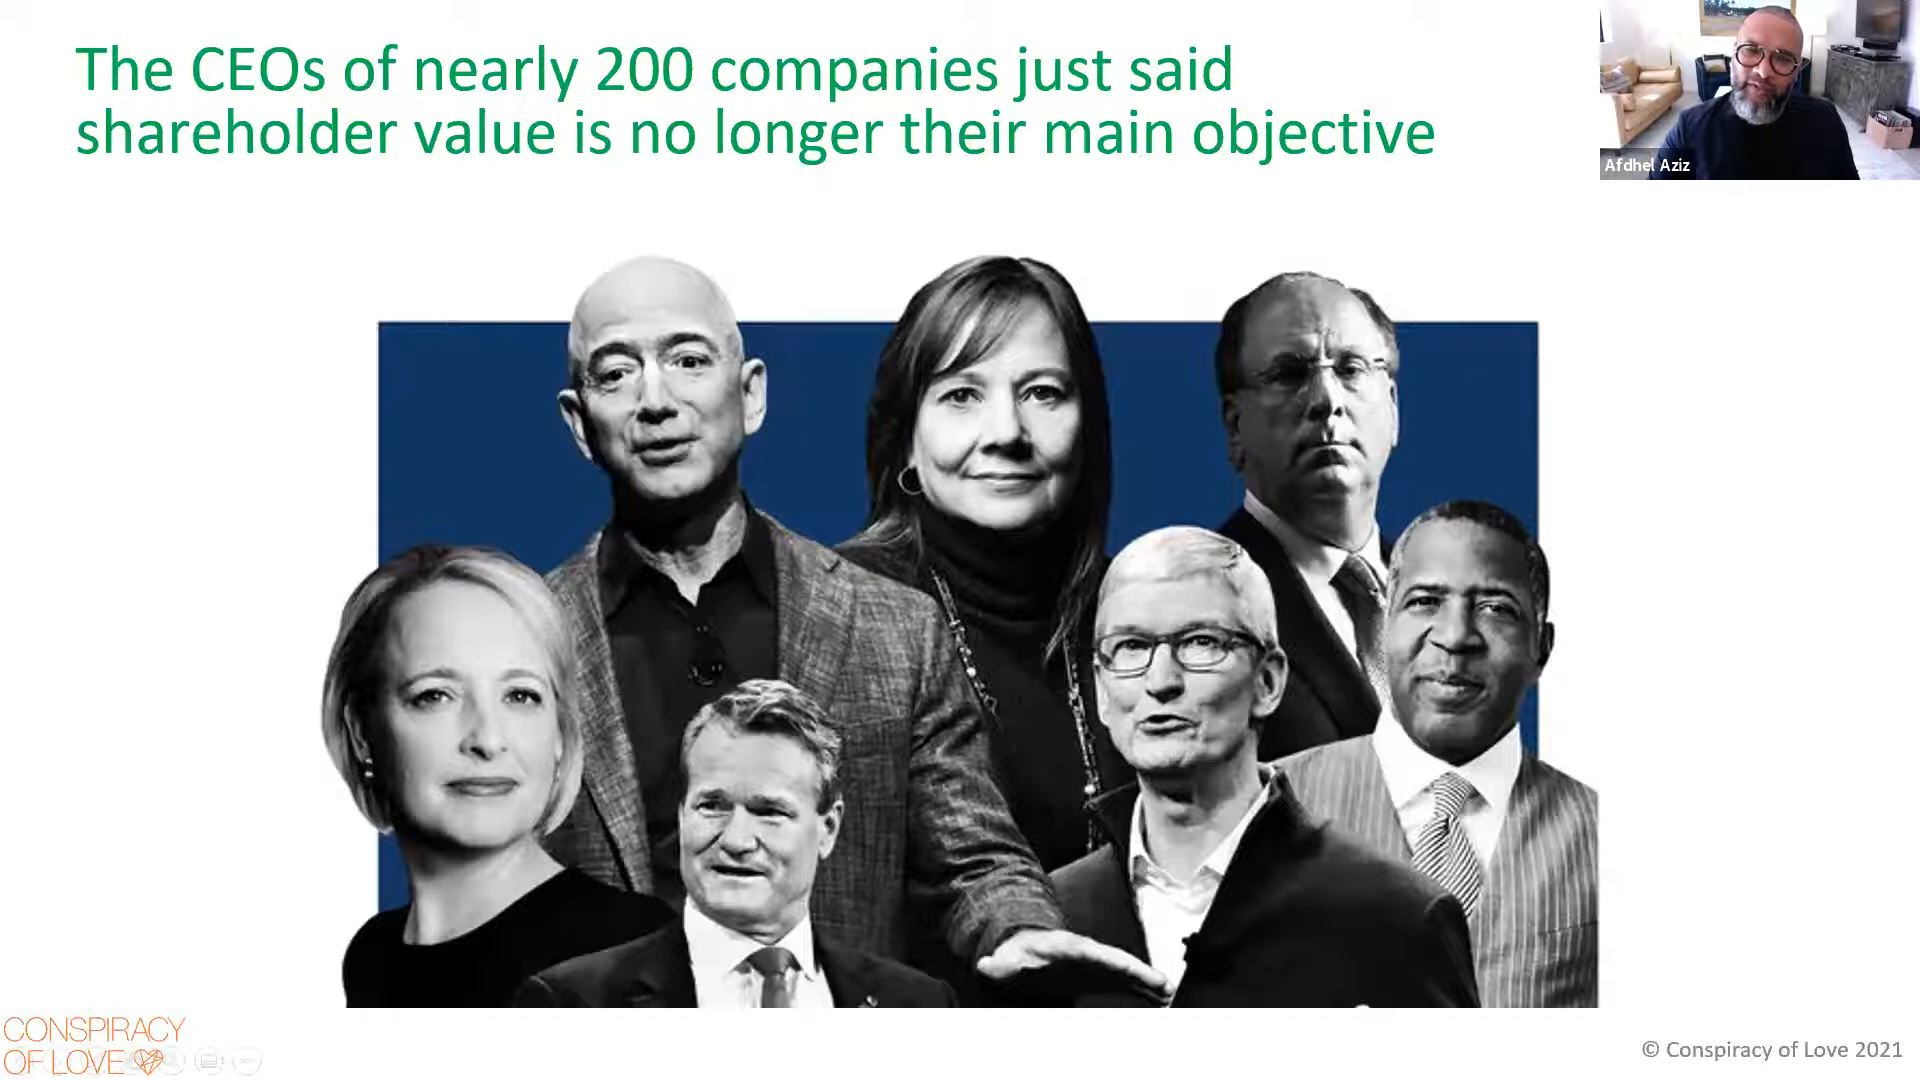 The CEOs of nearly 200 companies just said
shareholder value is no longer their main objective
Afdhel Aziz
CONSPIRACY
OF LOVE
© Conspiracy of Love 2021